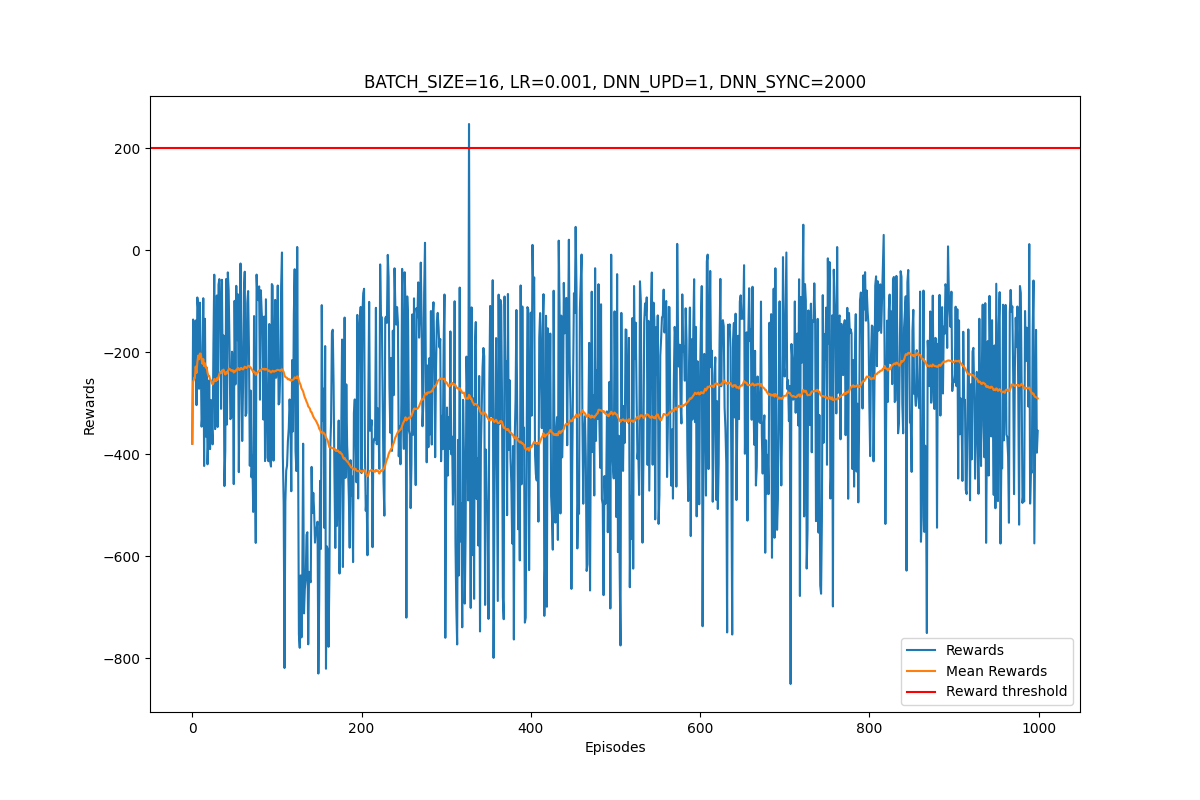 BATCH_SIZE=16, LR=0.001, DNN_UPD=1, DNN_SYNC=2000
200
0
−200
−400
−600
−800
Rewards
0
200
400
600
800
1000
Episodes
Rewards
Mean Rewards
Reward threshold